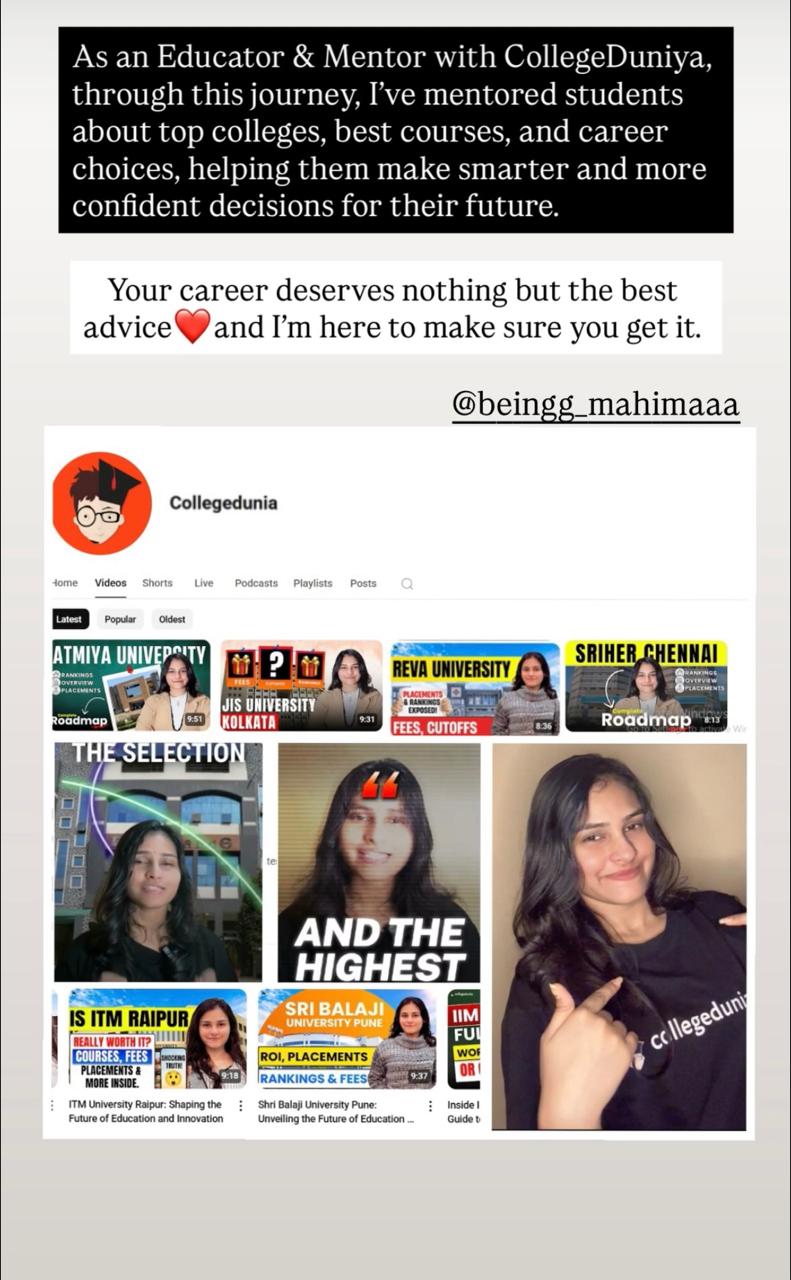 As an Educator & Mentor with CollegeDuniya,
through this journey, I’ve mentored students
about top colleges, best courses, and career
choices, helping them make smarter and more
confident decisions for their future.
Your career deserves nothing but the best
advice❤️and I’m here to make sure you get it.
@beingg_mahimaaa
Collegedunia
Home Videos Shorts Live Podcasts Playlists Posts
Latest Popular Oldest
ATMIYA UNIVERSITY
RANKINGS
OVERVIEW
PLACEMENTS
Complete
Roadmap
9:51
FEES ? RANKINGS
JIS UNIVERSITY
KOLKATA
9:31
REVA UNIVERSITY
PLACEMENTS
& RANKINGS
EXPOSED!
FEES, CUTOFFS
8:36
SRIHER CHENNAI
RANKINGS
OVERVIEW
PLACEMENTS
Complete
Roadmap
8:13
THE SELECTION
“
AND THE
HIGHEST
collegeduni
IS ITM RAIPUR
REALLY WORTH IT?
COURSES, FEES
PLACEMENTS &
MORE INSIDE.
SHOCKING
TRUTH!
9:18
ITM University Raipur: Shaping the
Future of Education and Innovation
SRI BALAJI
UNIVERSITY PUNE
ROI, PLACEMENTS
RANKINGS & FEES
9:37
Shri Balaji University Pune:
Unveiling the Future of Education ...
IIM
FUL
WOR
OR
Inside I
Guide t